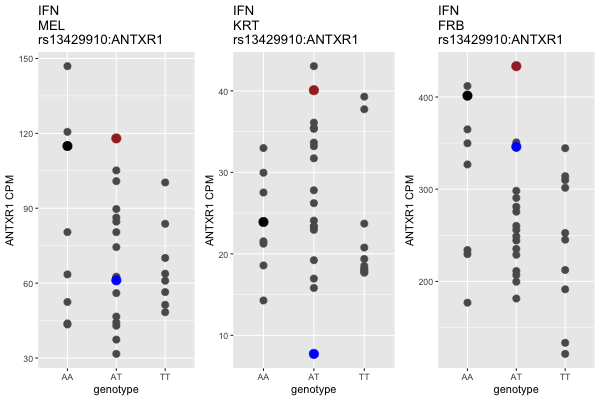 IFN
MEL
rs13429910:ANTXR1
150
120
90
60
30
ANTXR1 CPM
AA
AT
TT
genotype
IFN
KRT
rs13429910:ANTXR1
40
30
20
10
ANTXR1 CPM
AA
AT
TT
genotype
IFN
FRB
rs13429910:ANTXR1
400
300
200
ANTXR1 CPM
AA
AT
TT
genotype